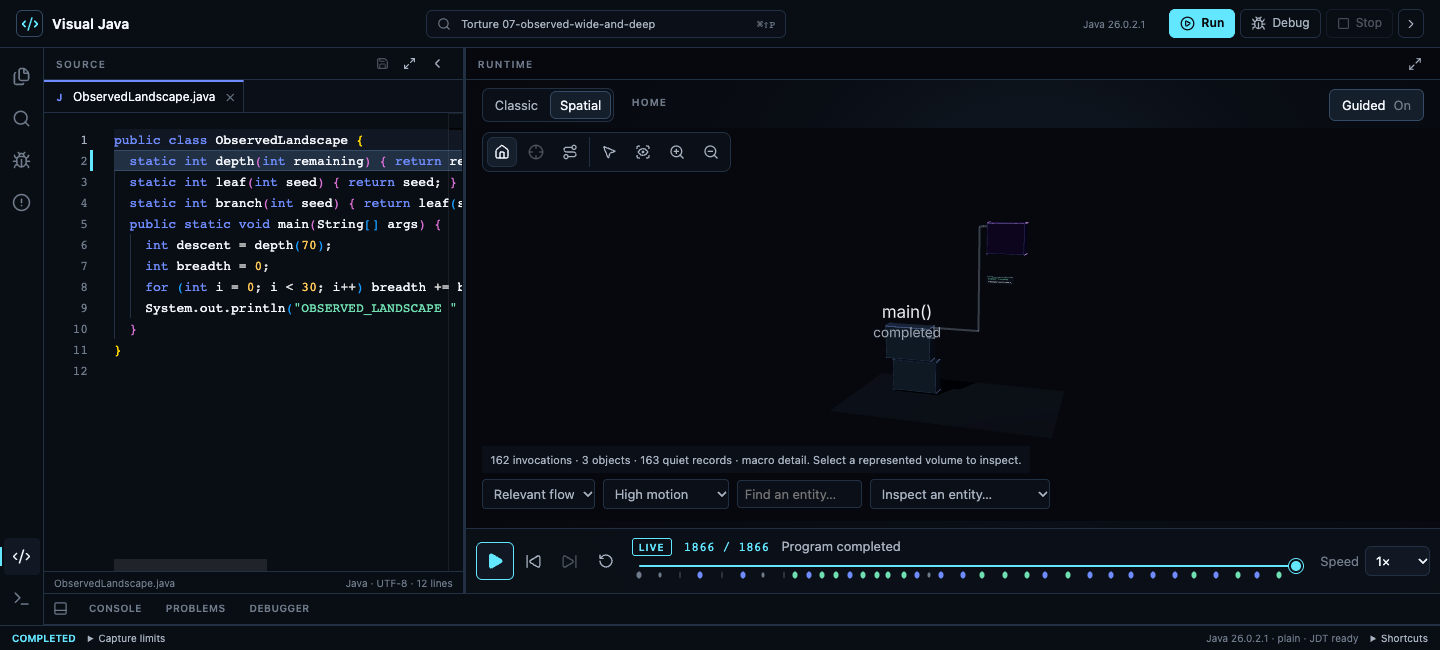 Visual Java
Torture 07-observed-wide-and-deep
⌘⇧P
Java 26.0.2.1
Run
Debug
Stop
SOURCE
J ObservedLandscape.java
1 public class ObservedLandscape {
2 static int depth(int remaining) { return re
3 static int leaf(int seed) { return seed; }
4 static int branch(int seed) { return leaf(s
5 public static void main(String[] args) {
6 int descent = depth(70);
7 int breadth = 0;
8 for (int i = 0; i < 30; i++) breadth += b
9 System.out.println("OBSERVED_LANDSCAPE "
10 }
11 }
12
ObservedLandscape.java
Java · UTF-8 · 12 lines
RUNTIME
Classic
Spatial
HOME
Guided On
main()
completed
162 invocations · 3 objects · 163 quiet records · macro detail. Select a represented volume to inspect.
Relevant flow
High motion
Find an entity...
Inspect an entity...
LIVE 1866 / 1866 Program completed
Speed 1×
CONSOLE
PROBLEMS
DEBUGGER
COMPLETED
Capture limits
Java 26.0.2.1 · plain · JDT ready
Shortcuts